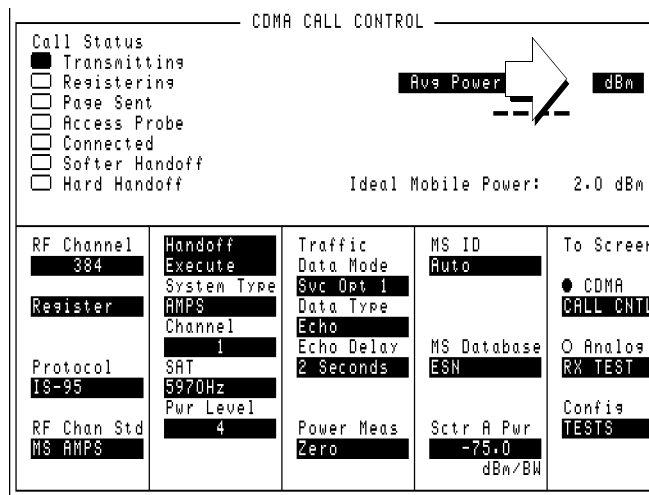 CDMA CALL CONTROL
Call Status
Transmitting
Registering
Page Sent
Access Probe
Connected
Softer Handoff
Hard Handoff
Avg Power
dBm
Ideal Mobile Power: 2.0 dBm
RF Channel
384
Register
Protocol
IS-95
RF Chan Std
MS AMPS
Handoff
Execute
System Type
AMPS
Channel
1
SAT
5970Hz
Pwr Level
4
Traffic
Data Mode
Svc Opt 1
Data Type
Echo
Echo Delay
2 Seconds
Power Meas
Zero
MS ID
Auto
MS Database
ESN
Sctr A Pwr
-75.0
dBm/BW
To Screen
CDMA
CALL CNTL
Analog
RX TEST
Config
TESTS